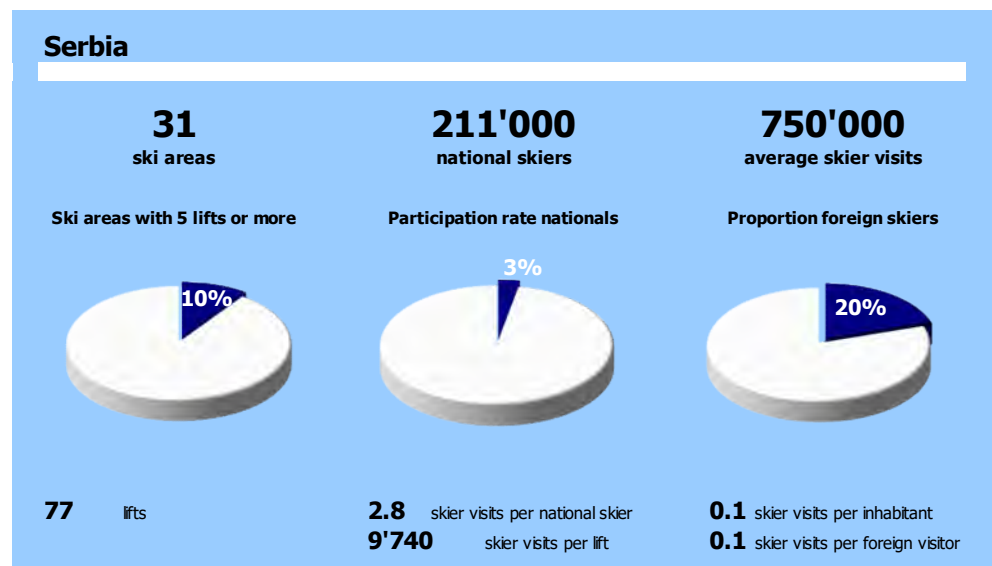 Serbia
31
ski areas
211'000
national skiers
750'000
average skier visits
Ski areas with 5 lifts or more
Participation rate nationals
Proportion foreign skiers
10%
3%
20%
77 lifts
2.8 skier visits per national skier
9'740 skier visits per lift
0.1 skier visits per inhabitant
0.1 skier visits per foreign visitor